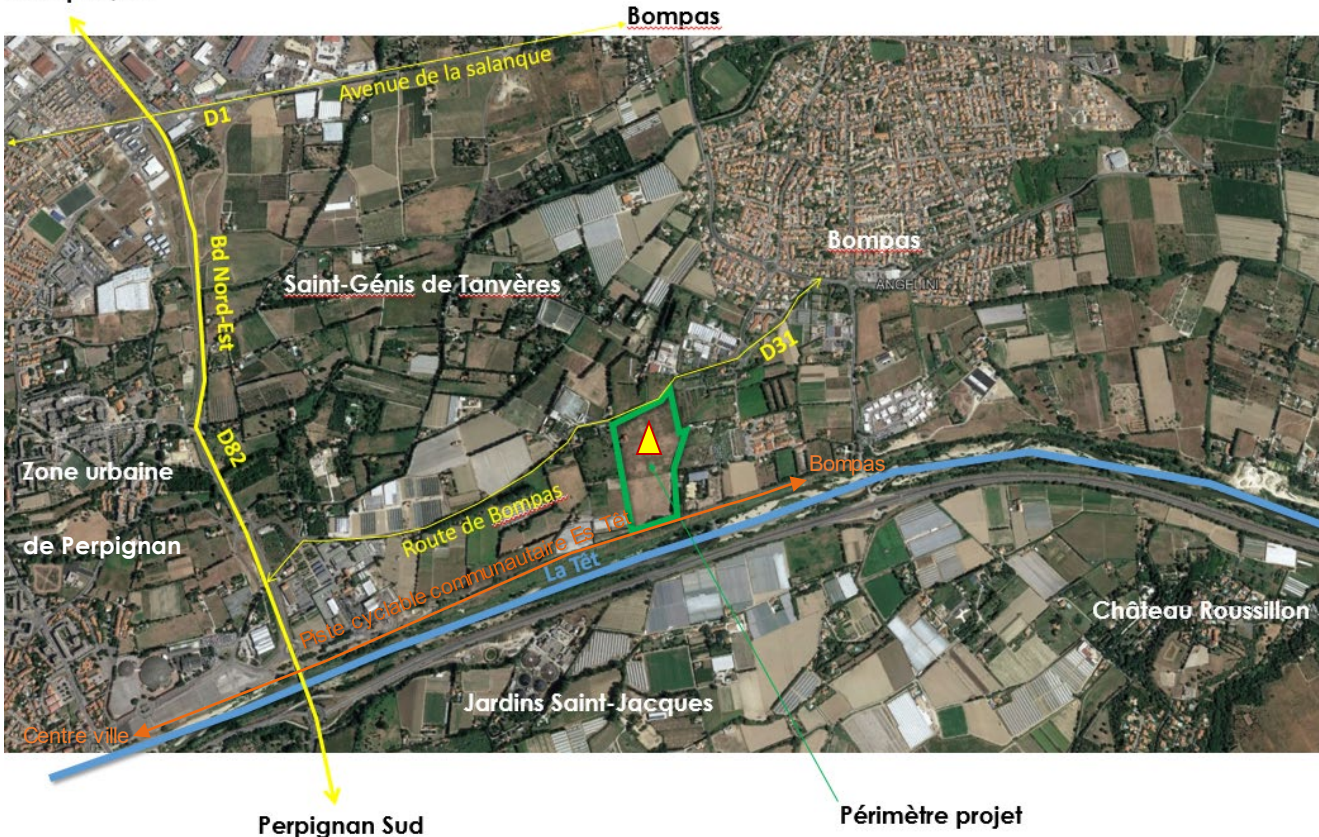 Bompas
Avenue de la salanque
D1
Bd Nord-Est
Saint-Génis de Tanyères
Bompas
ANGELINI
D31
D82
Zone urbaine
de Perpignan
Bompas
Route de Bompas
Piste cyclable communautaire Es Têt
La Têt
Château Roussillon
Jardins Saint-Jacques
Centre ville
Périmètre projet
Perpignan Sud